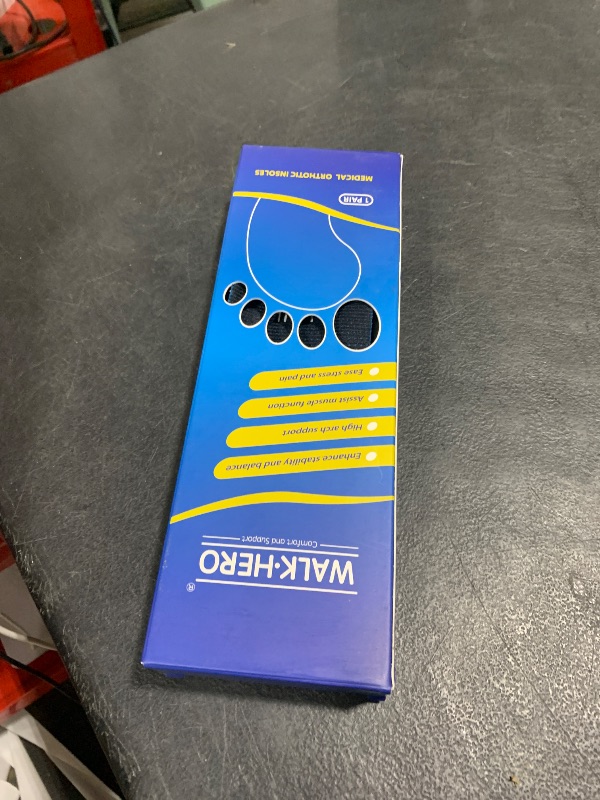 WALK·HERO®
Comfort and Support
Enhance stability and balance
High arch support
Assist muscle function
Ease stress and pain
1 PAIR
MEDICAL ORTHOTIC INSOLES